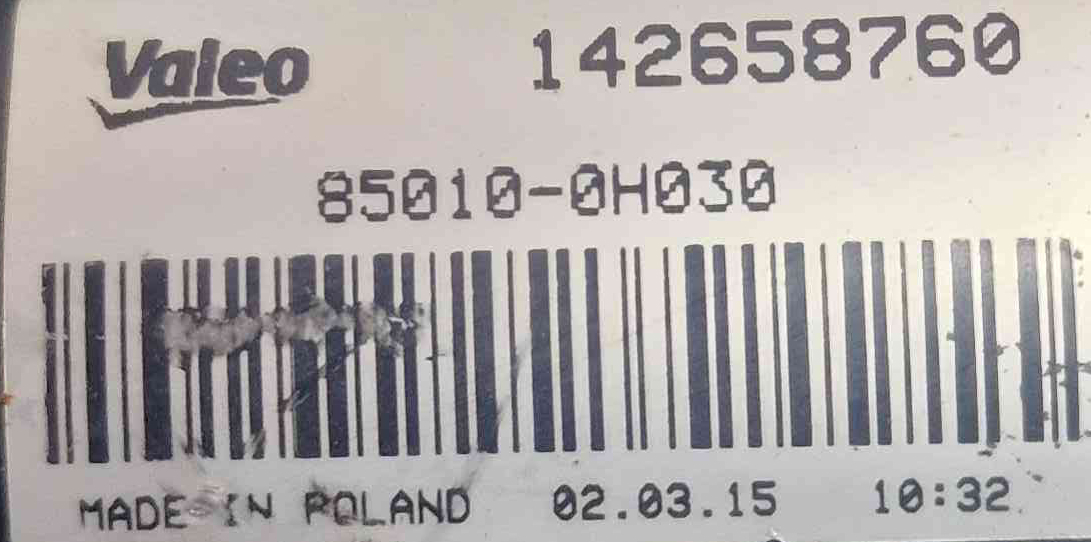 Valeo 142658760
85010-0H030
MADE IN POLAND 02.03.15 10:32